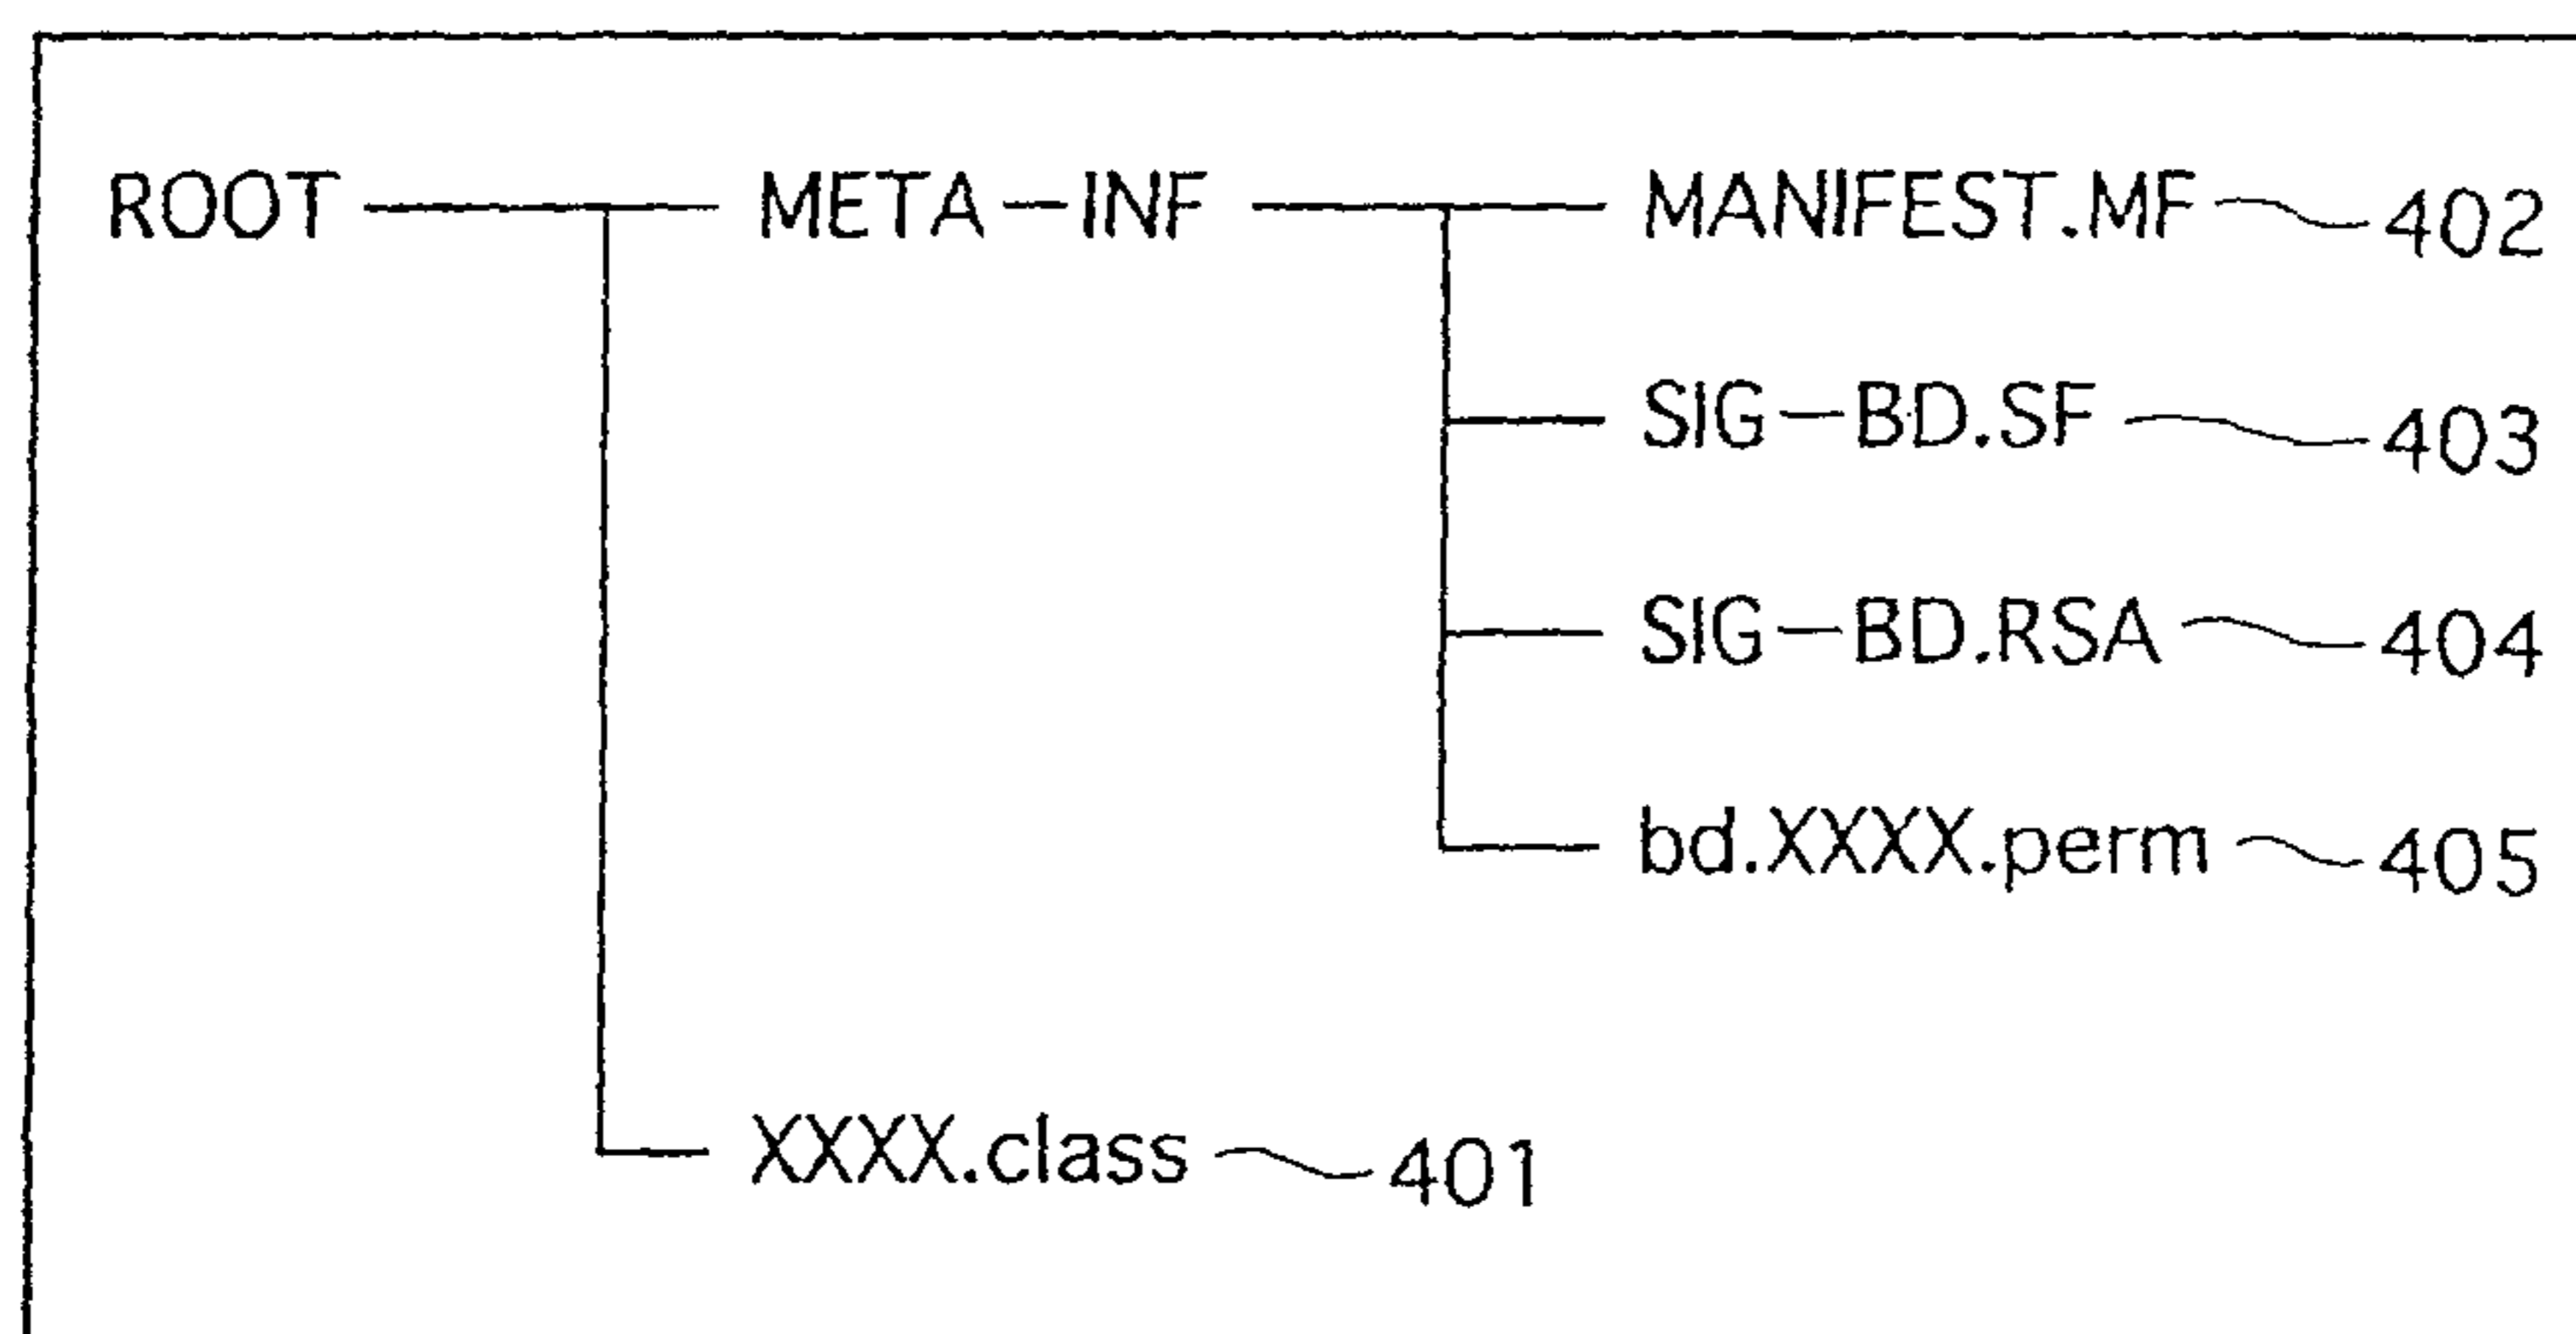 ROOT META-INF MANIFEST.MF 402
SIG-BD.SF 403
SIG-BD.RSA 404
bd.XXXX.perm 405
XXXX.class 401